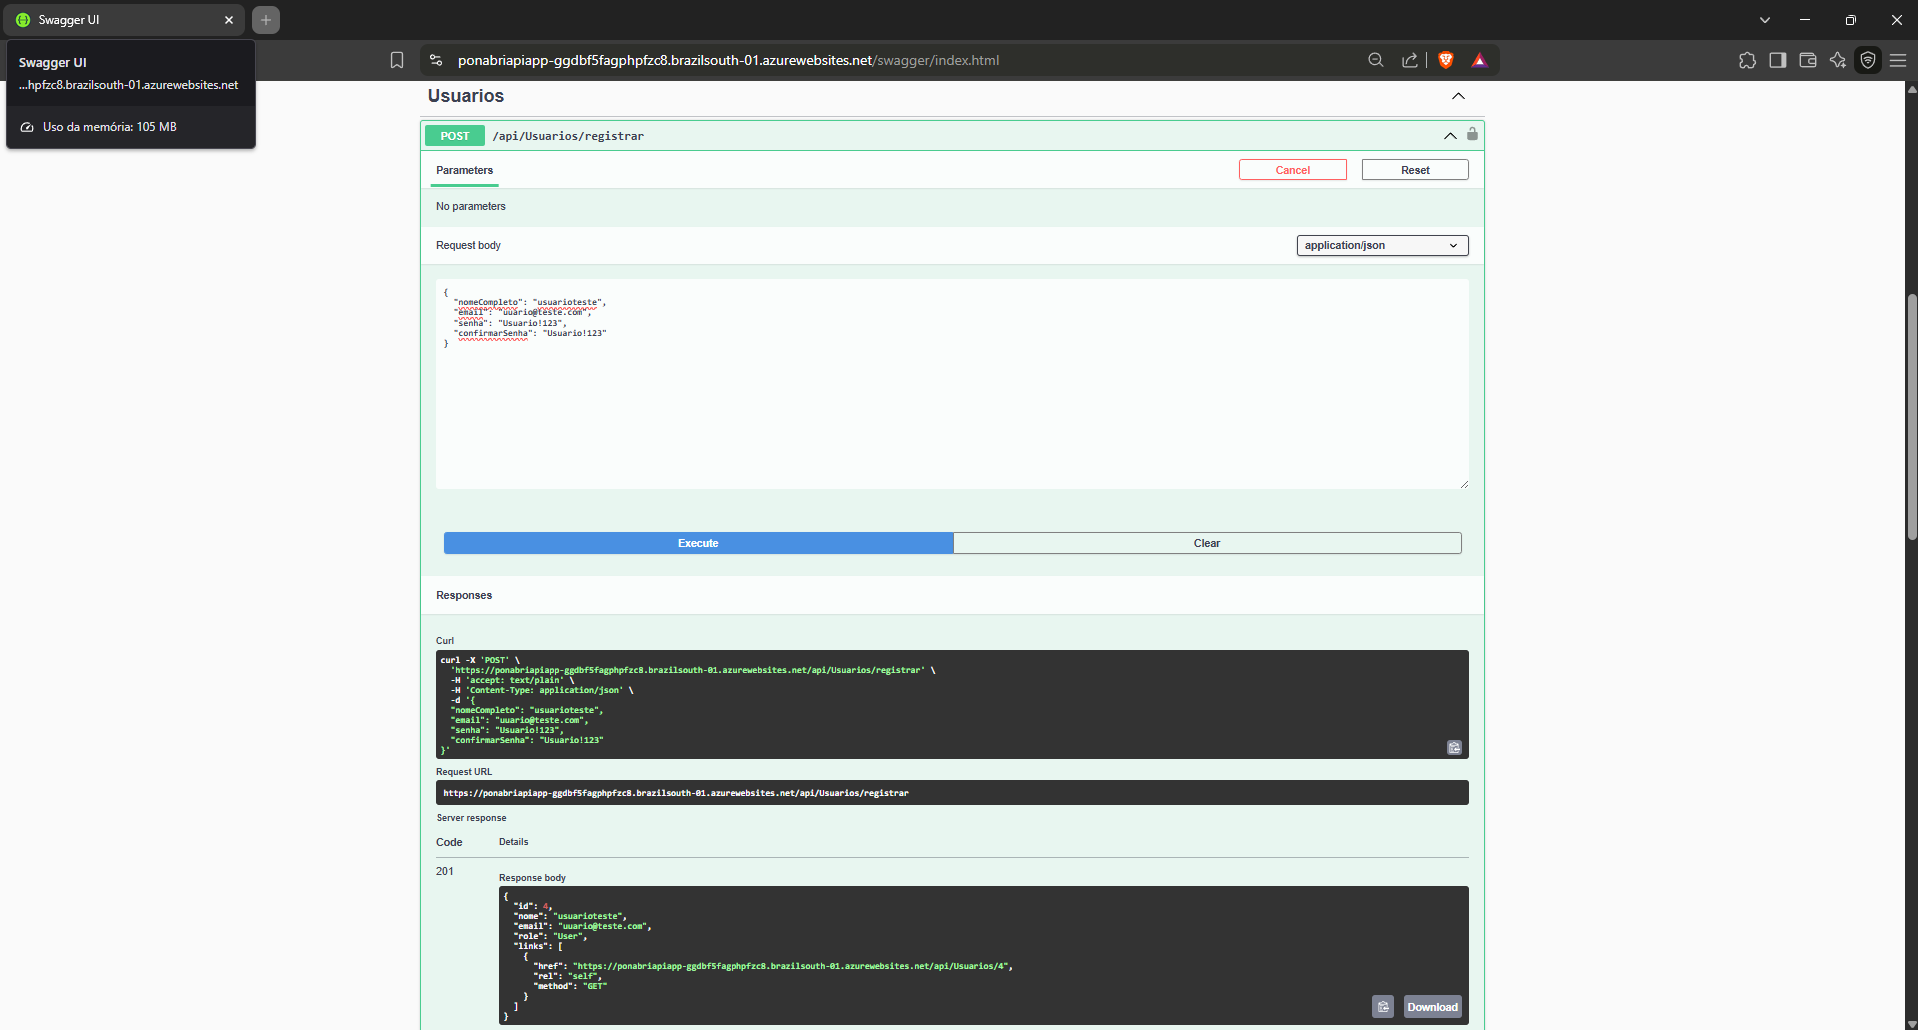 Swagger UI
Swagger UI
...hpfzc8.brazilsouth-01.azurewebsites.net
Uso da memória: 105 MB
ponabriapiapp-ggdbf5fagphpfzc8.brazilsouth-01.azurewebsites.net/swagger/index.html
Usuarios
POST /api/Usuarios/registrar
Parameters
Cancel
Reset
No parameters
Request body
application/json
{
"nomeCompleto": "usuarioteste",
"email": "uuario@teste.com",
"senha": "Usuario!123",
"confirmarSenha": "Usuario!123"
}
Execute
Clear
Responses
Curl
curl -X 'POST' \
'https://ponabriapiapp-ggdbf5fagphpfzc8.brazilsouth-01.azurewebsites.net/api/Usuarios/registrar' \
-H 'accept: text/plain' \
-H 'Content-Type: application/json' \
-d '{
"nomeCompleto": "usuarioteste",
"email": "uuario@teste.com",
"senha": "Usuario!123",
"confirmarSenha": "Usuario!123"
}'
Request URL
https://ponabriapiapp-ggdbf5fagphpfzc8.brazilsouth-01.azurewebsites.net/api/Usuarios/registrar
Server response
Code Details
201
Response body
{
"id": 4,
"nome": "usuarioteste",
"email": "uuario@teste.com",
"role": "User",
"links": [
{
"href": "https://ponabriapiapp-ggdbf5fagphpfzc8.brazilsouth-01.azurewebsites.net/api/Usuarios/4",
"rel": "self",
"method": "GET"
}
]
}
Download